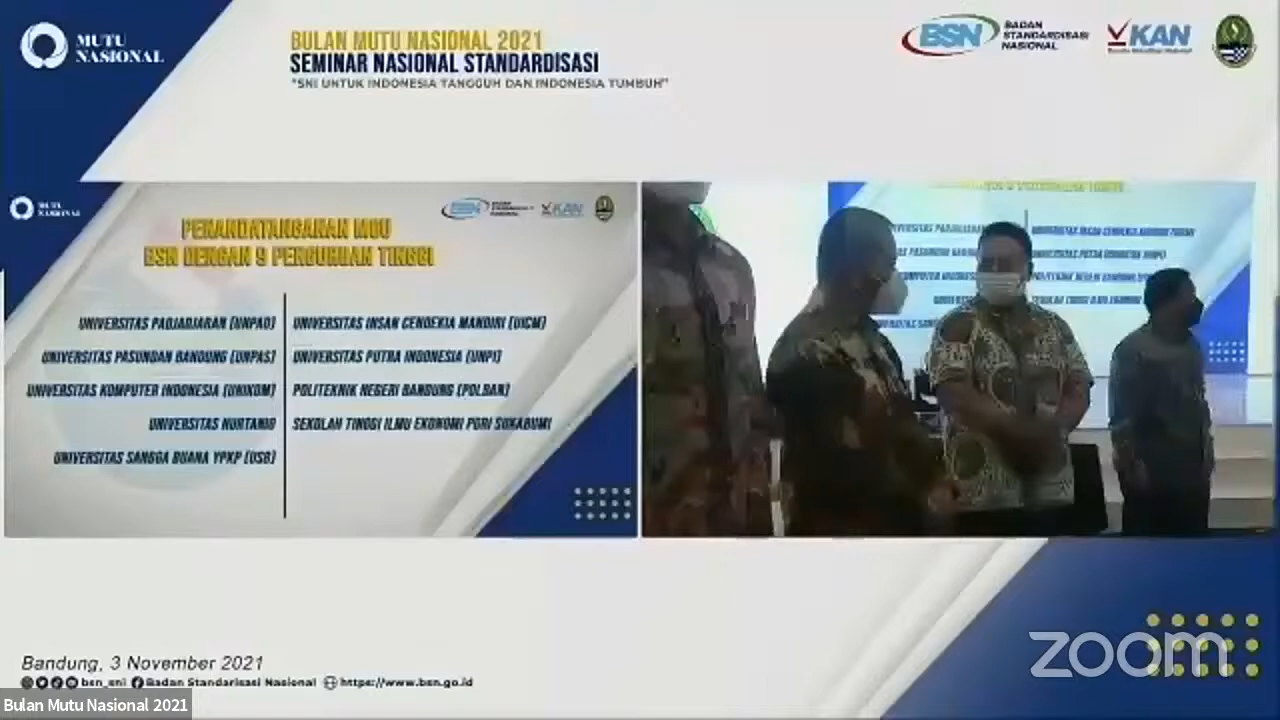 MUTU
NASIONAL
BULAN MUTU NASIONAL 2021
SEMINAR NASIONAL STANDARDISASI
"SNI UNTUK INDONESIA TANGGUH DAN INDONESIA TUMBUH"
BSN
BADAN
STANDARDISASI
NASIONAL
KAN
MUTU
NASIONAL
BSN
KAN
PENANDATANGANAN MOU
BSN DENGAN 9 PERGURUAN TINGGI
UNIVERSITAS PADJADJARAN (UNPAD)
UNIVERSITAS PASUNDAN BANDUNG (UNPAS)
UNIVERSITAS KOMPUTER INDONESIA (UNIKOM)
UNIVERSITAS NURTANIO
UNIVERSITAS SANGGA BUANA YPKP (USB)
UNIVERSITAS INSAN CENDEKIA MANDIRI (UICM)
UNIVERSITAS PUTRA INDONESIA (UNPI)
POLITEKNIK NEGERI BANDUNG (POLBAN)
SEKOLAH TINGGI ILMU EKONOMI PGRI SUKABUMI
zoom
Bandung, 3 November 2021
bsn_sni Badan Standarisasi Nasional https://www.bsn.go.id
Bulan Mutu Nasional 2021